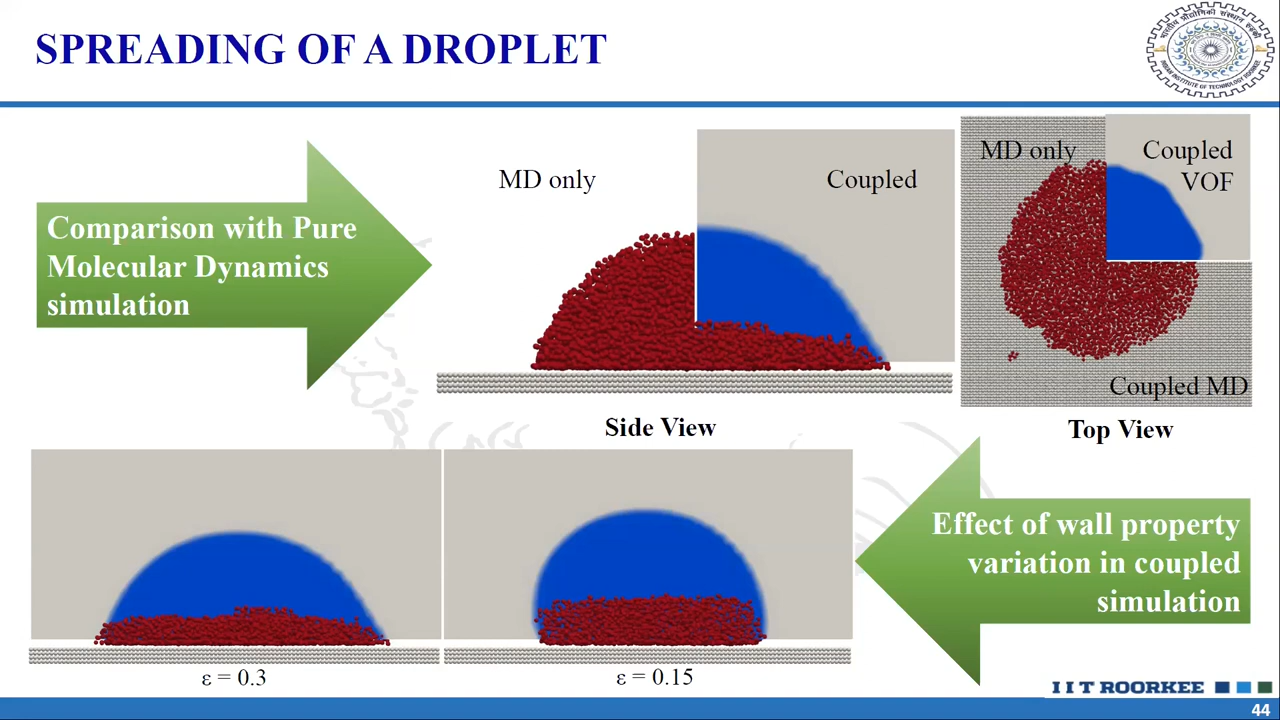 SPREADING OF A DROPLET
Comparison with Pure
Molecular Dynamics
simulation
MD only
Coupled
Side View
MD only
Coupled
VOF
Coupled MD
Top View
ε = 0.3
ε = 0.15
Effect of wall property
variation in coupled
simulation
IIT ROORKEE
44